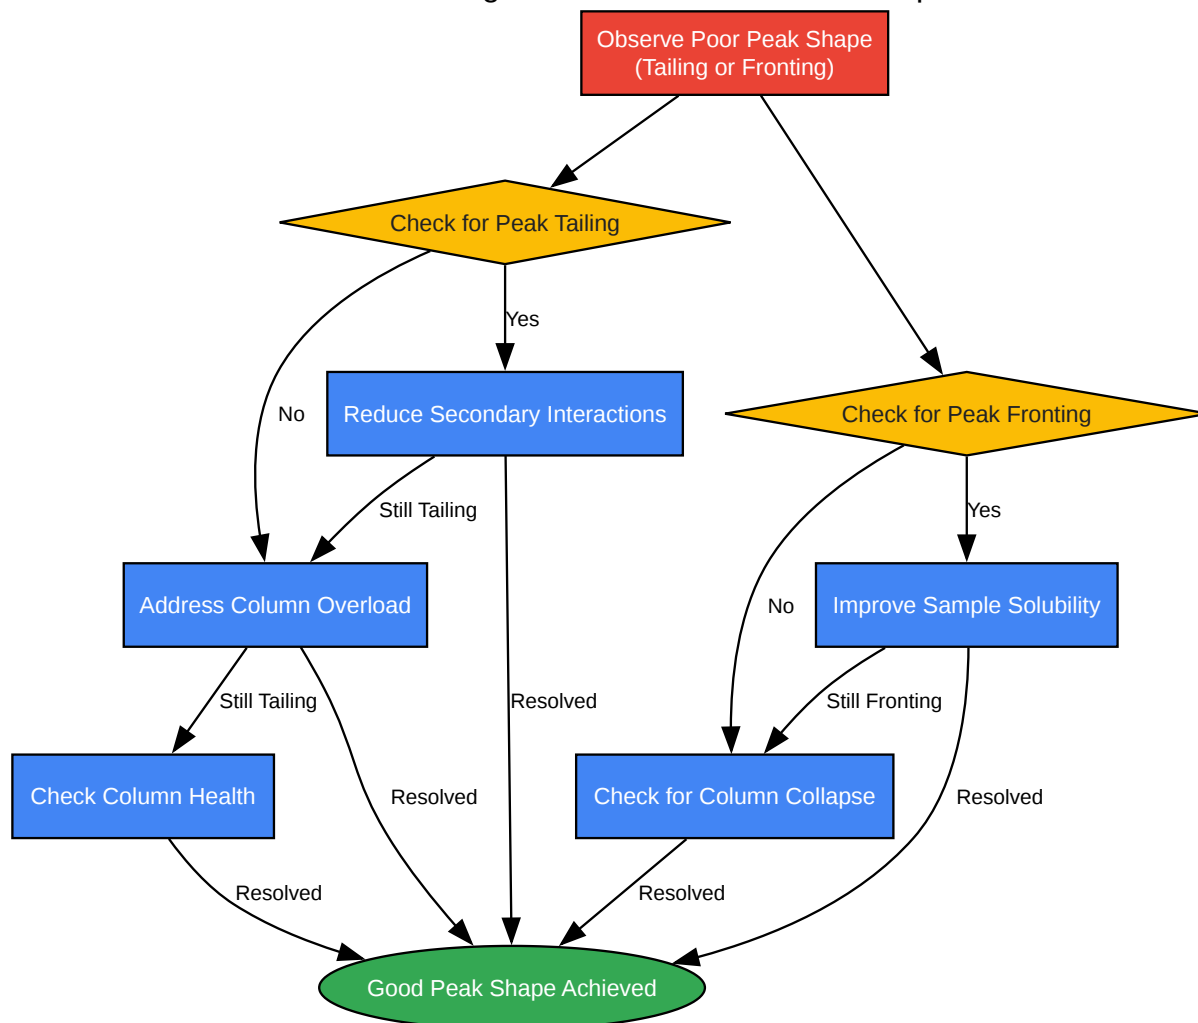 Observe Poor Peak Shape
(Tailing or Fronting)
Check for Peak Tailing
Yes
No
Reduce Secondary Interactions
Check for Peak Fronting
Still Tailing
Yes
Address Column Overload
No
Improve Sample Solubility
Still Tailing
Resolved
Still Fronting
Check Column Health
Resolved
Check for Column Collapse
Resolved
Resolved
Resolved
Good Peak Shape Achieved